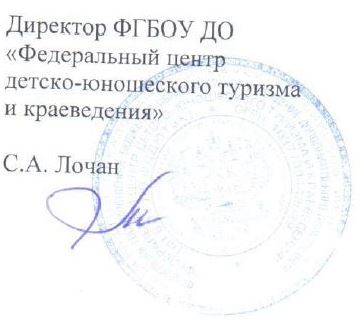 Директор ФГБОУ ДО
«Федеральный центр
детско-юношеского туризма
и краеведения»
С.А. Лочан